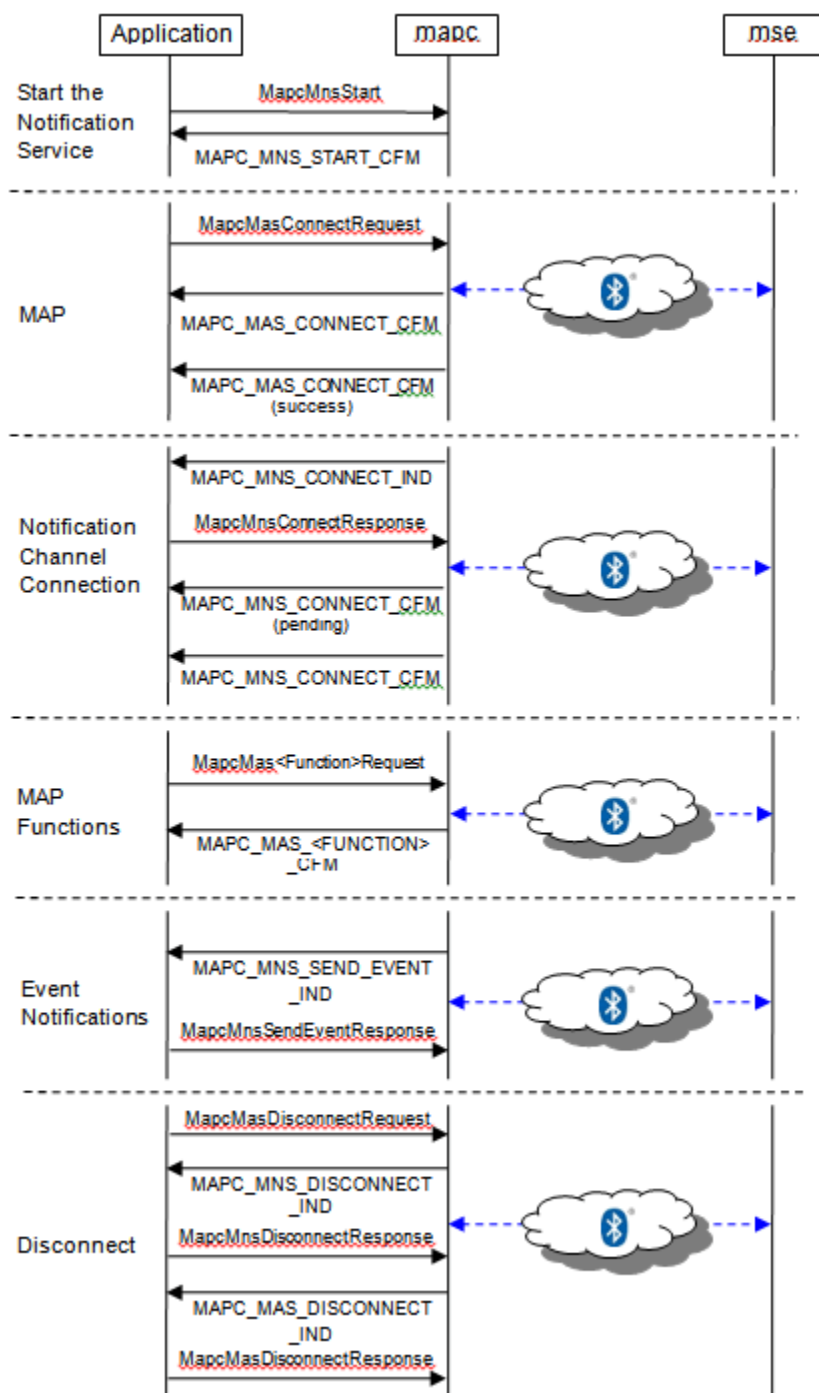 Application
mapc
mse
Start the
Notification
Service
MapcMnsStart
MAPC_MNS_START_CFM
MAP
MapcMasConnectRequest
MAPC_MAS_CONNECT_CFM
MAPC_MAS_CONNECT_CFM
(success)
Notification
Channel
Connection
MAPC_MNS_CONNECT_IND
MapcMnsConnectResponse
MAPC_MNS_CONNECT_CFM
(pending)
MAPC_MNS_CONNECT_CFM
MAP
Functions
MapcMas<Function>Request
MAPC_MAS_<FUNCTION>
_CFM
Event
Notifications
MAPC_MNS_SEND_EVENT
_IND
MapcMnsSendEventResponse
Disconnect
MapcMasDisconnectRequest
MAPC_MNS_DISCONNECT
_IND
MapcMnsDisconnectResponse
MAPC_MAS_DISCONNECT
_IND
MapcMasDisconnectResponse